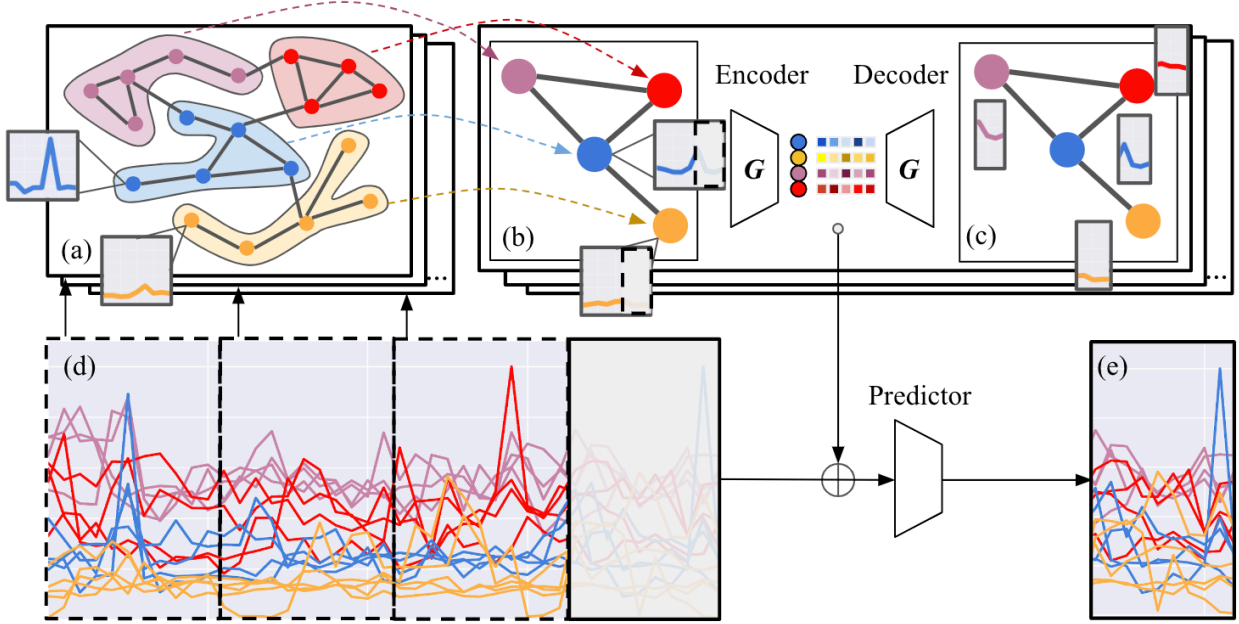 Encoder
Decoder
G
G
(a)
(b)
(c)
...
...
(d)
(e)
Predictor